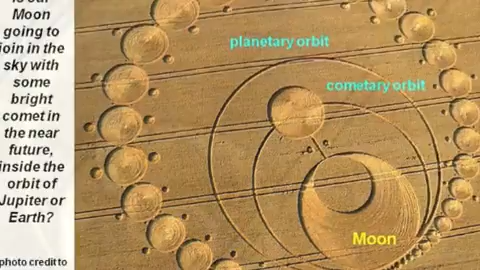 Is our
Moon
going to
join in the
sky with
some
bright
comet in
the near
future,
inside the
orbit of
Jupiter or
Earth?
photo credit to
planetary orbit
cometary orbit
Moon